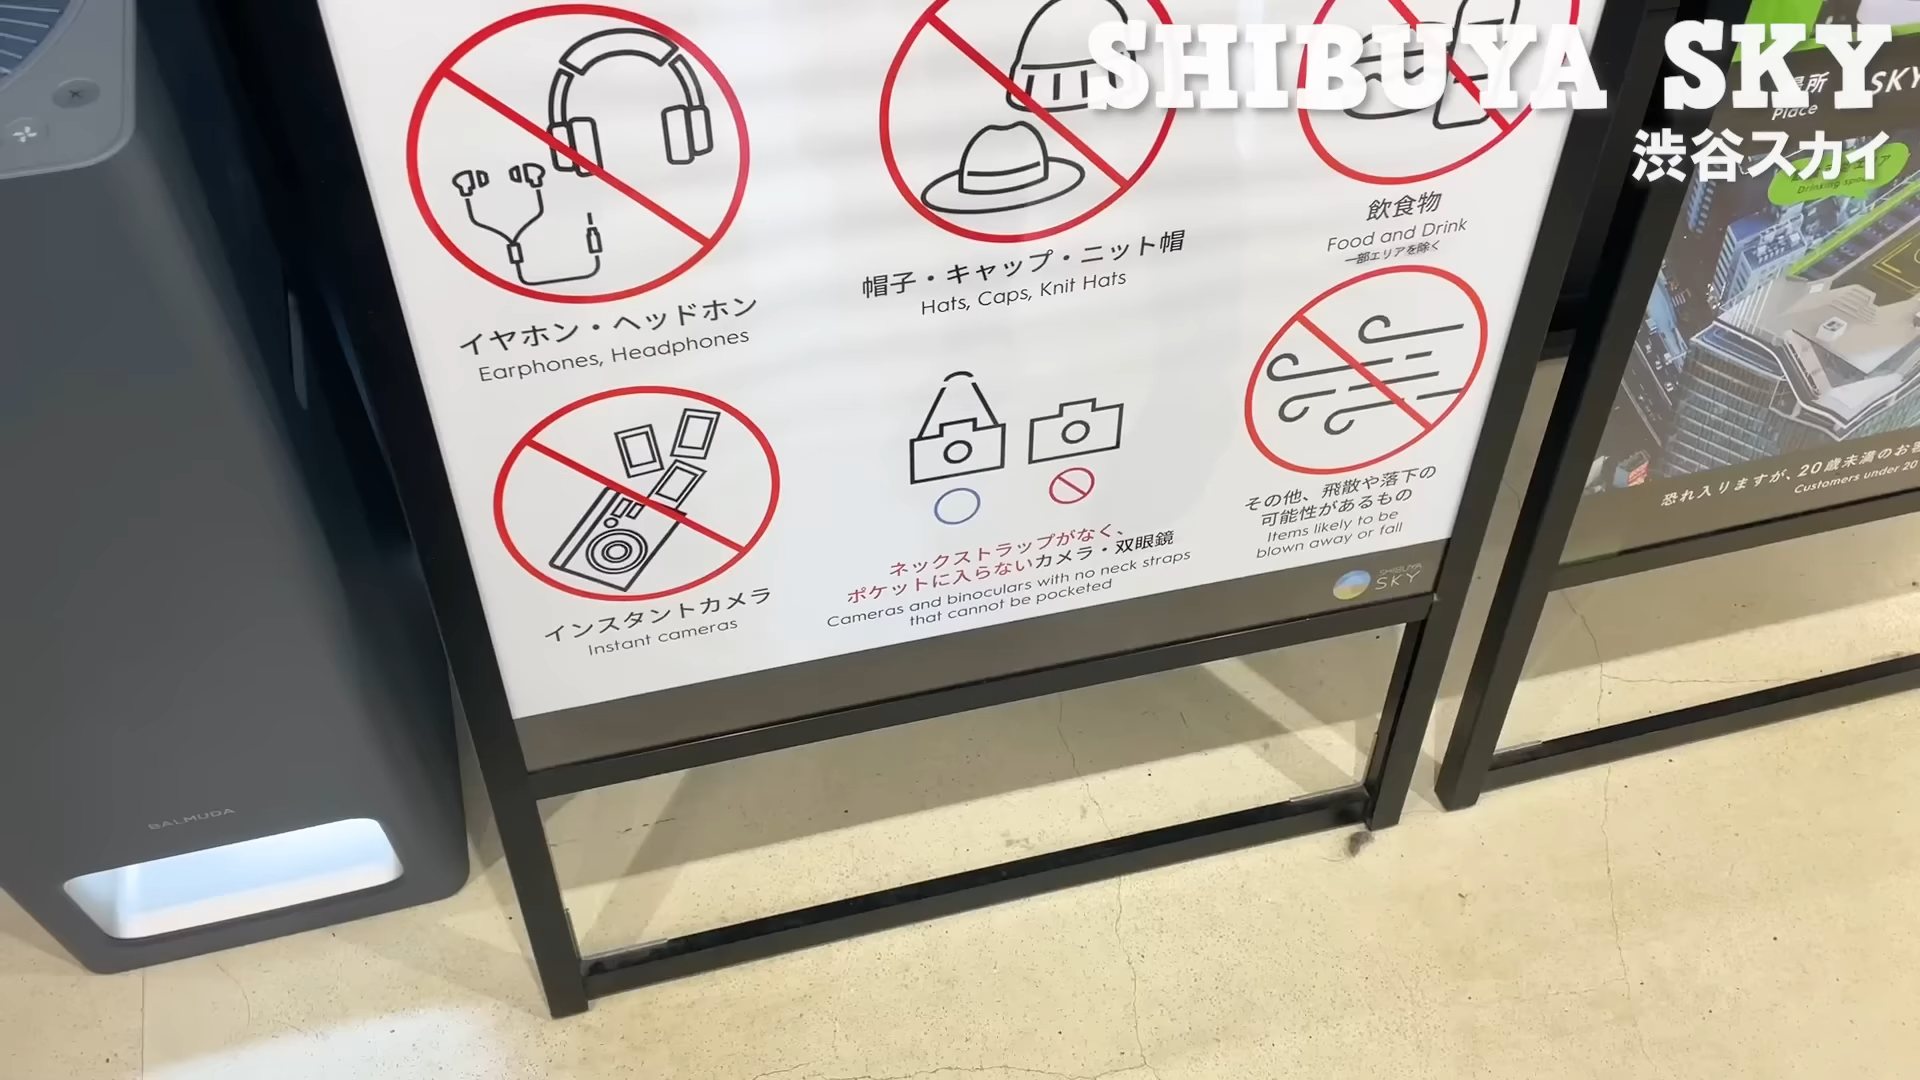 SHIBUYA SKY
渋谷スカイ
イヤホン・ヘッドホン
Earphones, Headphones
帽子・キャップ・ニット帽
Hats, Caps, Knit Hats
飲食物
Food and Drink
一部エリアを除く
インスタントカメラ
Instant cameras
ネックストラップがなく、
ポケットに入らないカメラ・双眼鏡
Cameras and binoculars with no neck straps
that cannot be pocketed
その他、飛散や落下の
可能性があるもの
Items likely to be
blown away or fall
SHIBUYA
SKY
Place
SKY
Drinking
恐れ入りますが、20歳未満のお客
Customers under 20
BALMUDA